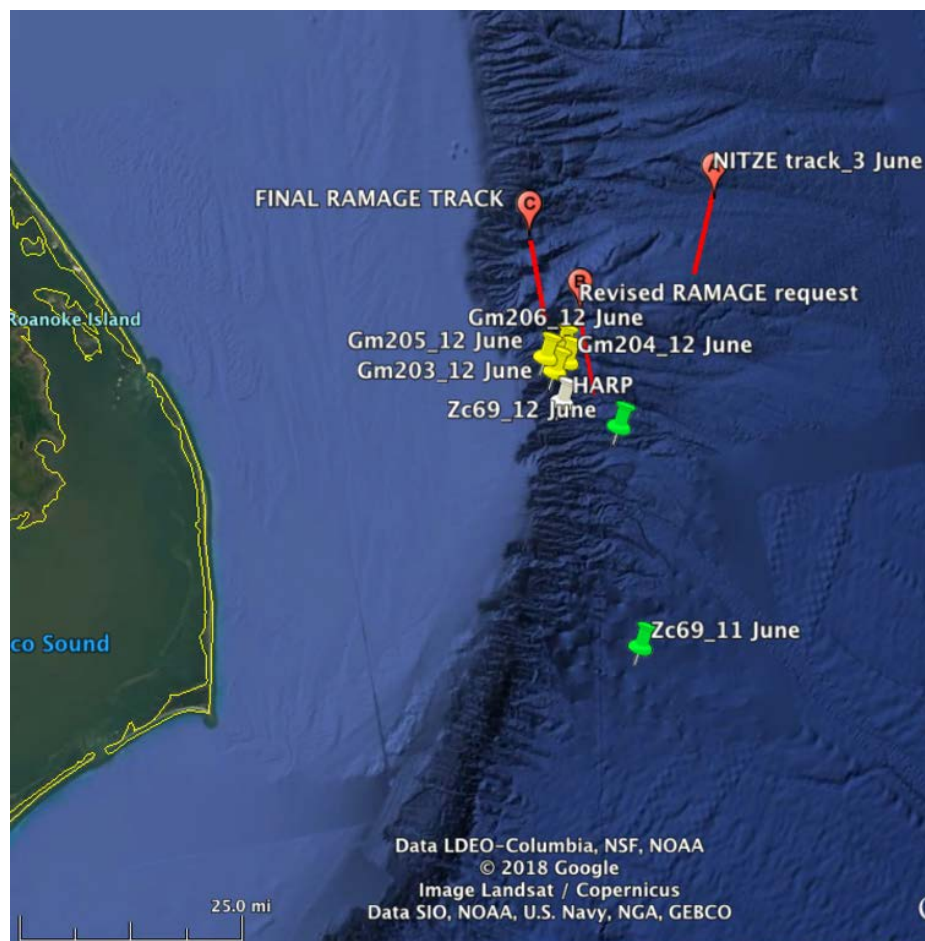 NITZE track_3 June
A
FINAL RAMAGE TRACK
C
B
Revised RAMAGE request
Roanoke Island
Gm206_12 June
Gm205_12 June
Gm204_12 June
Gm203_12 June
HARP
Zc69_12 June
Zc69_11 June
co Sound
Data LDEO-Columbia, NSF, NOAA
© 2018 Google
Image Landsat / Copernicus
Data SIO, NOAA, U.S. Navy, NGA, GEBCO
25.0 mi